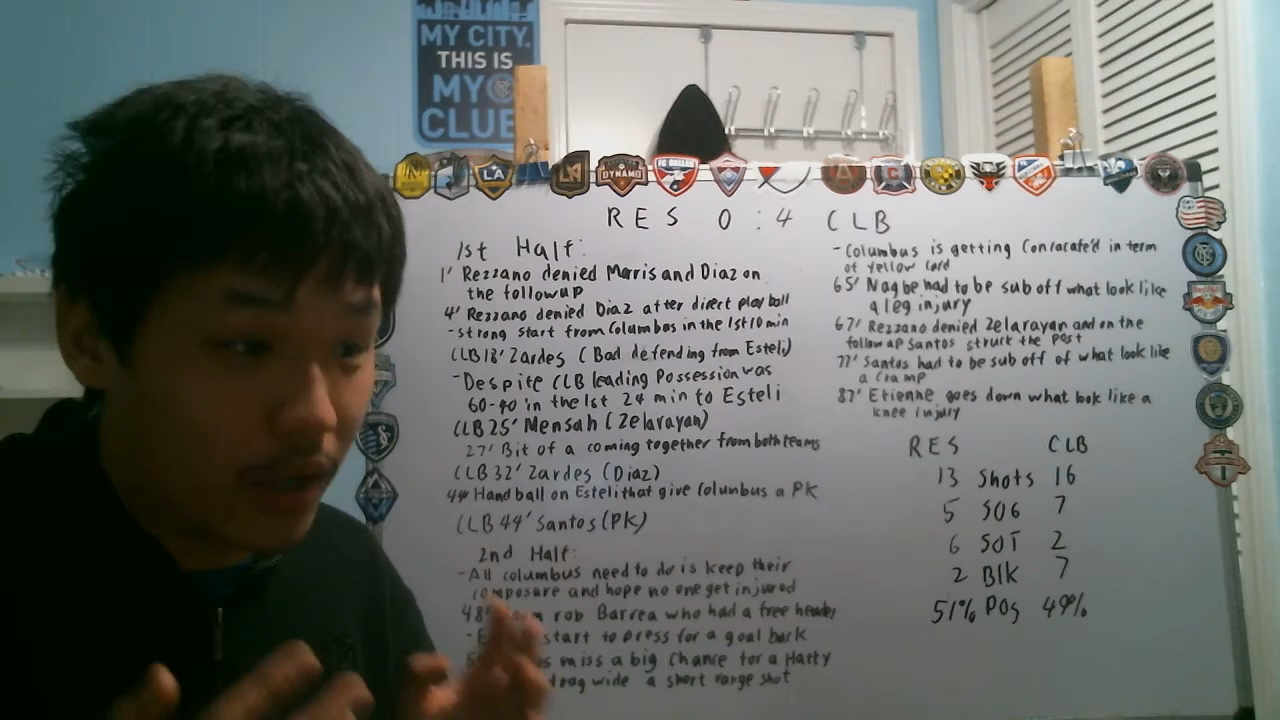 MY CITY.
THIS IS
MY
CLUB
LA
DYNAMO
FC DALLAS
RES 0:4 CLB
1st Half:
1' Rezzano denied Morris and Diaz on
the followup
4' Rezzano denied Diaz after direct play ball
-strong start from Columbus in the 1st 10 min
CLB 18' Zardes (Bad defending from Esteli)
-Despite CLB leading Possession was
60-40 in the 1st 24 min to Esteli
CLB 25' Mensah (Zelarayan)
27' Bit of a coming together from both teams
CLB 32' Zardes (Diaz)
44' Handball on Esteli that give Columbus a PK
CLB 44' Santos (PK)
2nd Half:
-All columbus need to do is keep their
composure and hope no one get injured
48' rob Barrea who had a free header
start to press for a goal back
miss a big chance for a Hatty
drag wide a short range shot
-Columbus is getting Concacafe'd in term
of yellow card
65' Nagbe had to be sub off what look like
a leg injury
67' Rezzano denied Zelarayan and on the
follow up Santos struck the post
77' Santos had to be sub off of what look like
a cramp
87' Etienne goes down what look like a
knee injury
RES CLB
13 Shots 16
5 SOG 7
6 SOT 2
2 Blk 7
51% Pos 49%